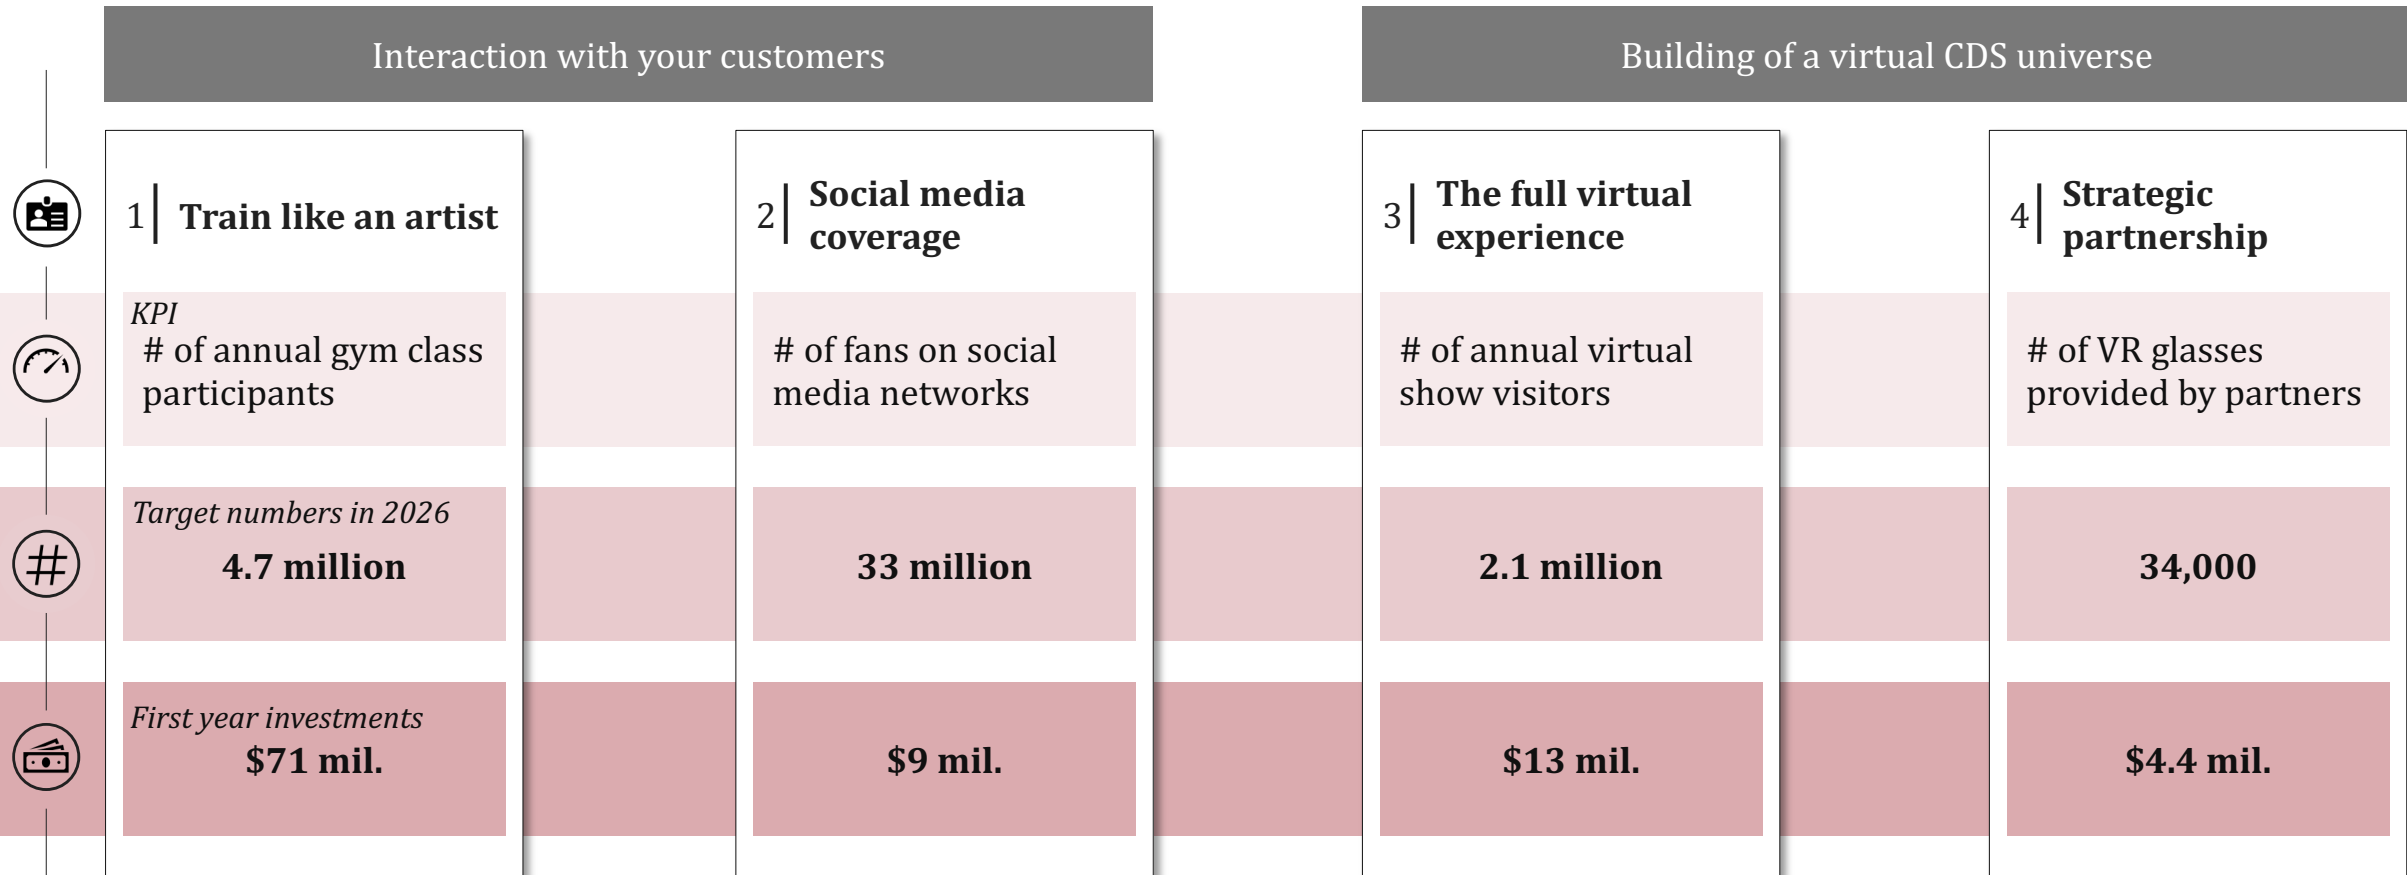 Interaction with your customers
Building of a virtual CDS universe
1
Train like an artist
2
Social media
coverage
3
The full virtual
experience
4
Strategic
partnership
KPI
# of annual gym class
participants
# of fans on social
media networks
# of annual virtual
show visitors
# of VR glasses
provided by partners
#
Target numbers in 2026
4.7 million
33 million
2.1 million
34,000
First year investments
$71 mil.
$9 mil.
$13 mil.
$4.4 mil.